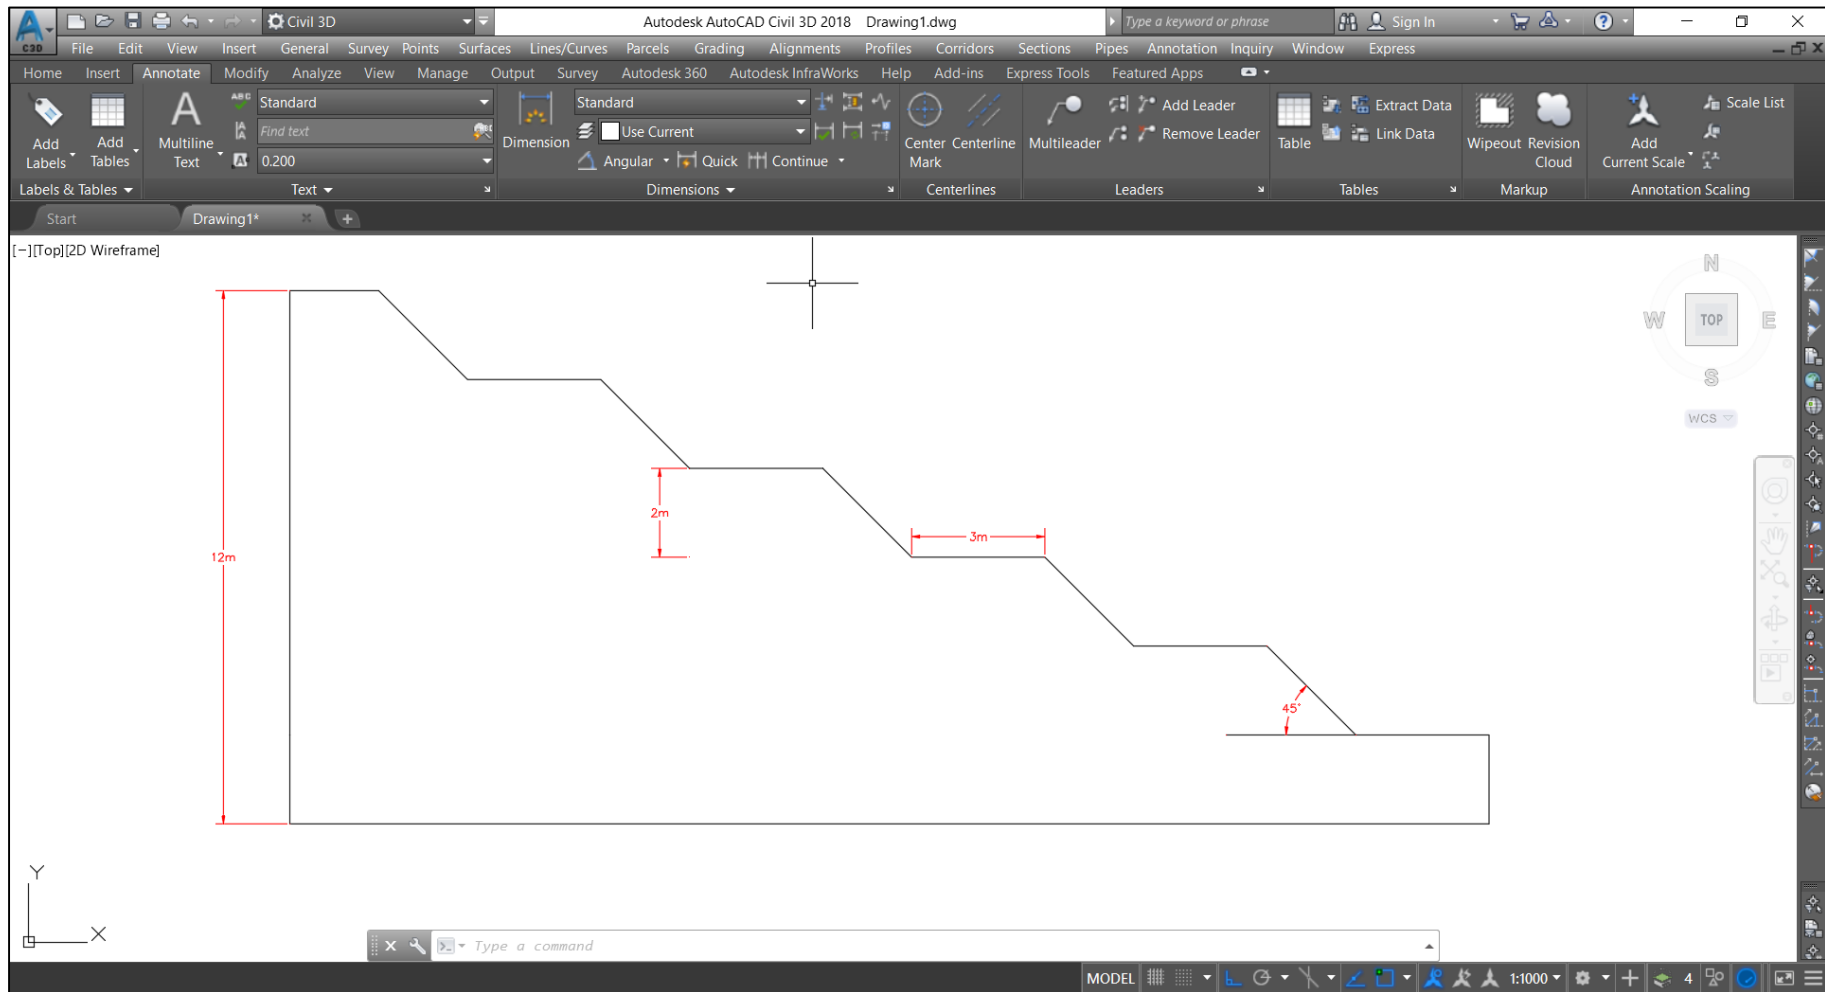 Civil 3D Autodesk AutoCAD Civil 3D 2018 Drawing1.dwg Type a keyword or phrase Sign In
C3D File Edit View Insert General Survey Points Surfaces Lines/Curves Parcels Grading Alignments Profiles Corridors Sections Pipes Annotation Inquiry Window Express
Home Insert Annotate Modify Analyze View Manage Output Survey Autodesk 360 Autodesk InfraWorks Help Add-ins Express Tools Featured Apps
Add Labels
Add Tables
Labels & Tables
Multiline Text
ABC Standard
Find text
0.200
Text
Dimension
Standard
Use Current
Angular Quick Continue
Dimensions
Center Mark
Centerline
Centerlines
Multileader
Add Leader
Remove Leader
Leaders
Table
Extract Data
Link Data
Tables
Wipeout
Revision Cloud
Markup
Add Current Scale
Scale List
Annotation Scaling
Start Drawing1*
[−][Top][2D Wireframe]
N
W TOP E
S
WCS
2m
3m
12m
45°
Y
X
Type a command
MODEL 1:1000 4